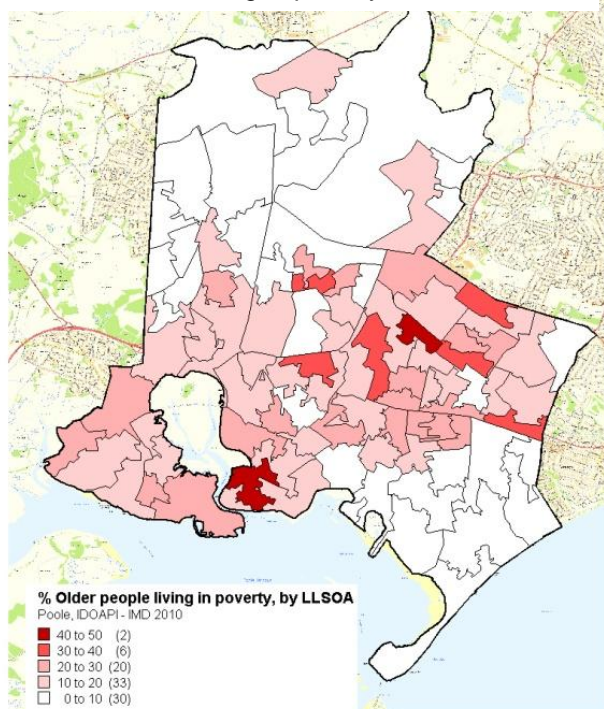 % Older people living in poverty, by LLSOA
Poole, IDOAPI - IMD 2010
40 to 50 (2)
30 to 40 (6)
20 to 30 (20)
10 to 20 (33)
0 to 10 (30)